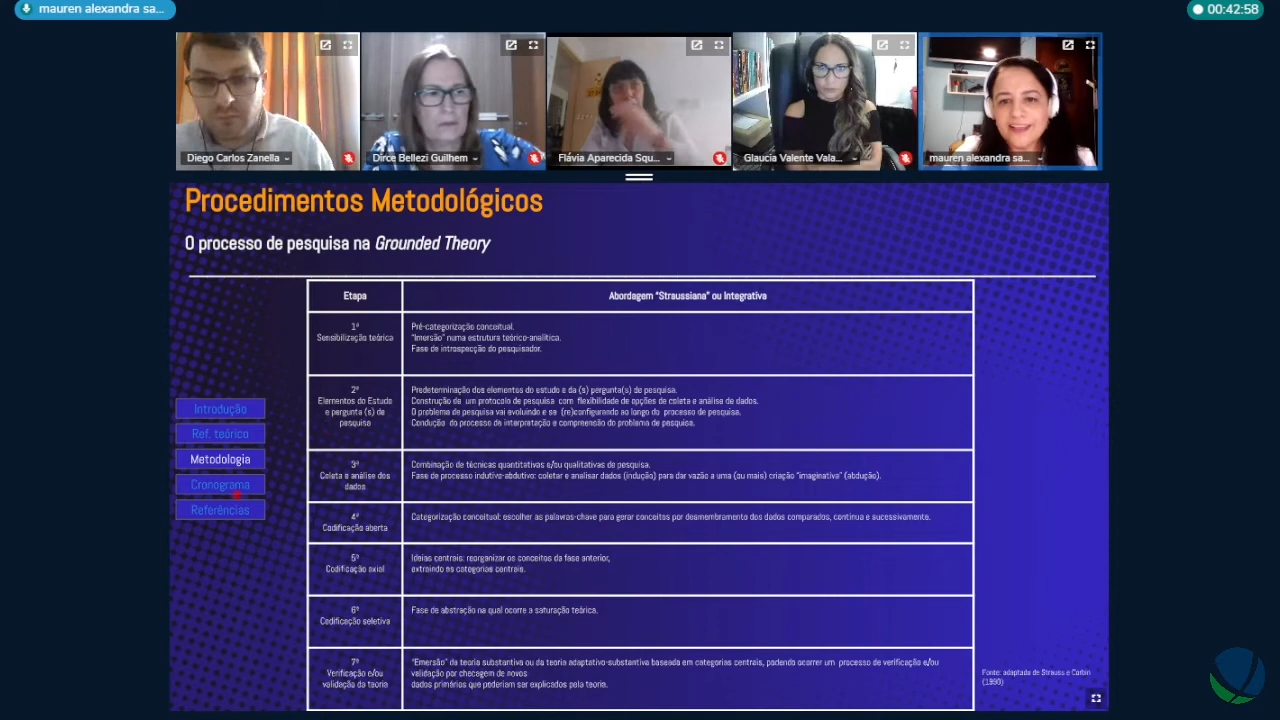 mauren alexandra sa...
00:42:58
Diego Carlos Zanella
Dirce Bellezi Guilhem
Flávia Aparecida Squ...
Glaucia Valente Vala...
mauren alexandra sa...
Procedimentos Metodológicos
O processo de pesquisa na Grounded Theory
Introdução
Ref. teórico
Metodologia
Cronograma
Referências
Etapa
Abordagem "Straussiana" ou Integrativa
1ª
Sensibilização teórica
Pré-categorização conceitual.
"Imersão" numa estrutura teórico-analítica.
Fase de introspecção do pesquisador.
2ª
Elementos do Estudo
e pergunta (s) de
pesquisa
Predeterminação dos elementos do estudo e da (s) pergunta(s) de pesquisa.
Construção de um protocolo de pesquisa com flexibilidade de opções de coleta e análise de dados.
O problema de pesquisa vai evoluindo e se (re)configurando ao longo do processo de pesquisa.
Condução do processo de interpretação e compreensão do problema de pesquisa.
3ª
Coleta e análise dos
dados
Combinação de técnicas quantitativas e/ou qualitativas de pesquisa.
Fase de processo indutivo-abdutivo: coletar e analisar dados (indução) para dar vazão a uma (ou mais) criação "imaginativa" (abdução).
4ª
Codificação aberta
Categorização conceitual: escolher as palavras-chave para gerar conceitos por desmembramento dos dados comparados, contínua e sucessivamente.
5ª
Codificação axial
Ideias centrais: reorganizar os conceitos da fase anterior,
extraindo as categorias centrais.
6ª
Codificação seletiva
Fase de abstração na qual ocorre a saturação teórica.
7ª
Verificação e/ou
validação da teoria
"Emersão" da teoria substantiva ou da teoria adaptativo-substantiva baseada em categorias centrais, podendo ocorrer um processo de verificação e/ou
validação por checagem de novos
dados primários que poderiam ser explicados pela teoria.
Fonte: adaptada de Strauss e Corbin
(1990)